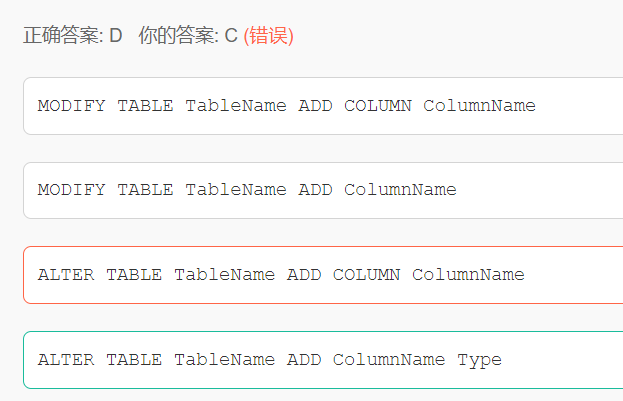 正确答案: D 你的答案: C (错误)
MODIFY TABLE TableName ADD COLUMN ColumnName
MODIFY TABLE TableName ADD ColumnName
ALTER TABLE TableName ADD COLUMN ColumnName
ALTER TABLE TableName ADD ColumnName Type